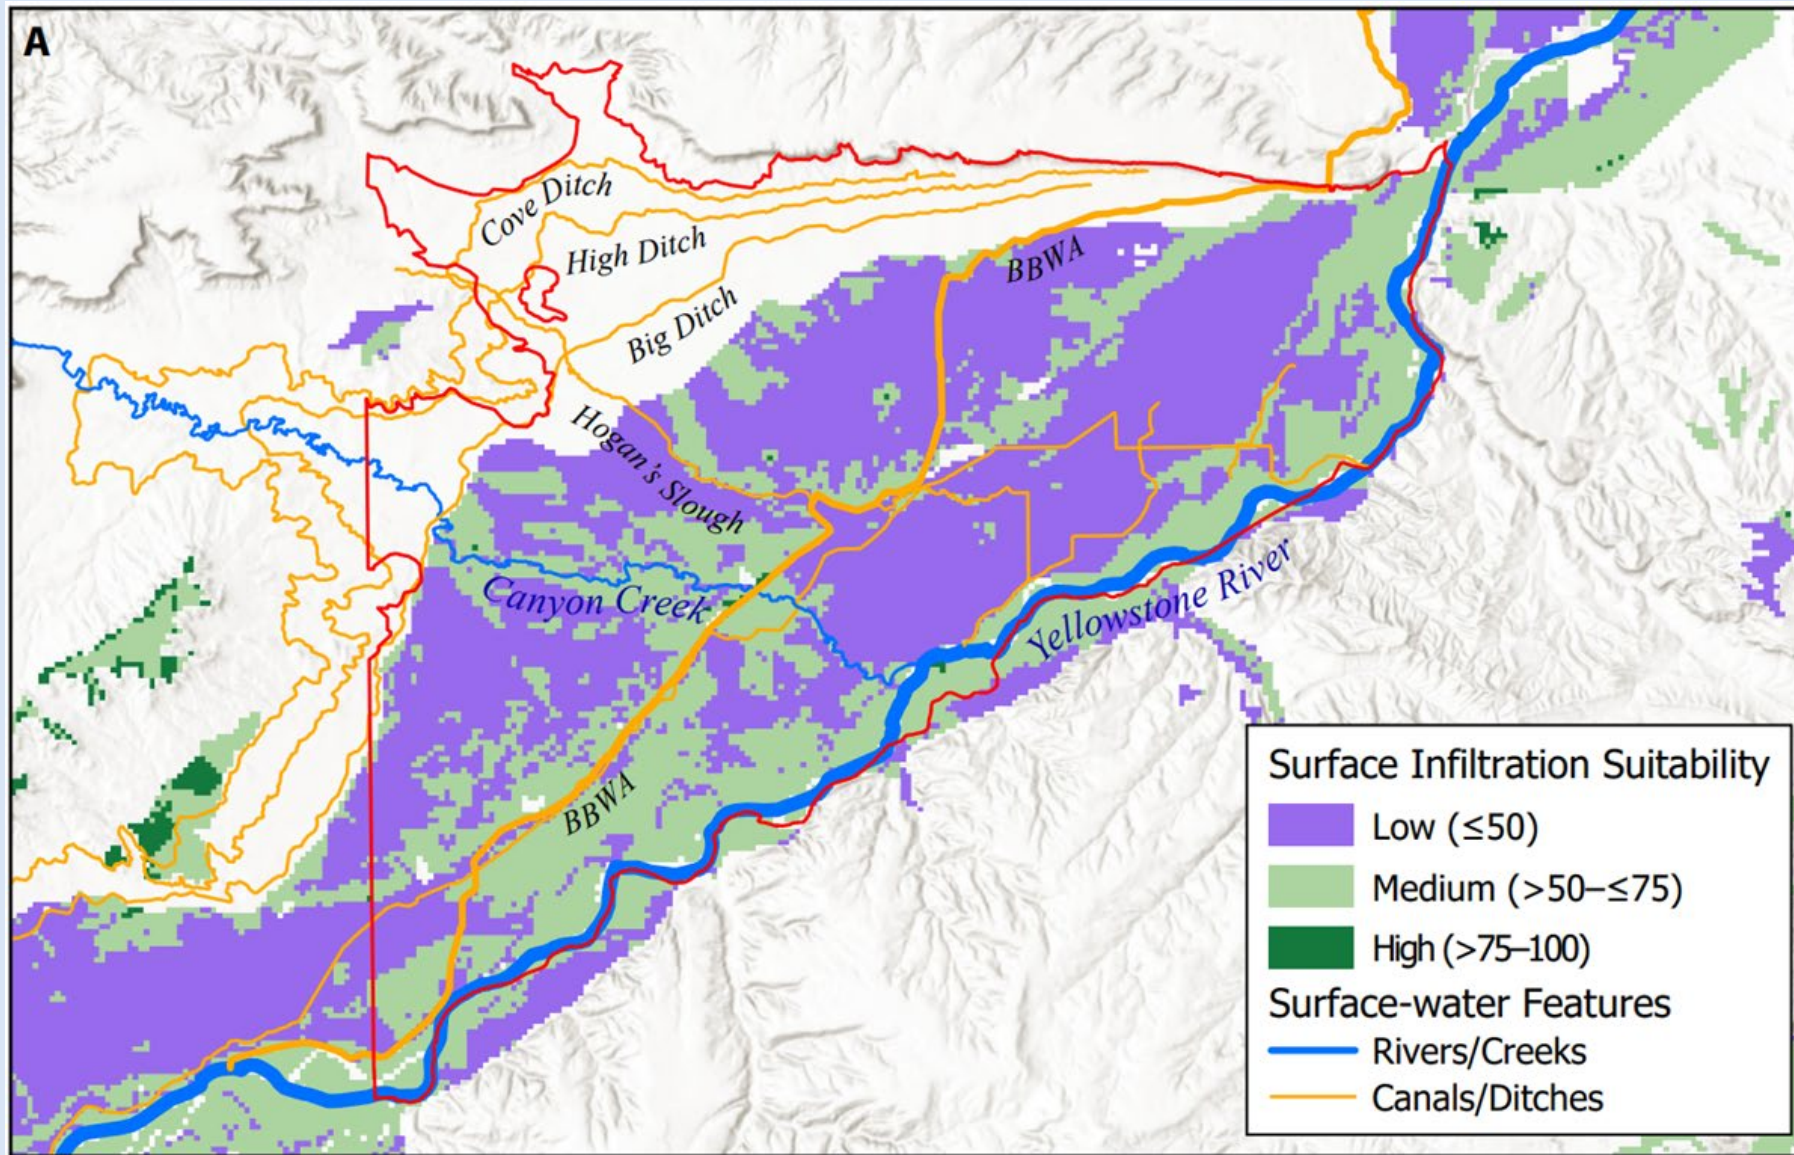 A
Cove Ditch
High Ditch
BBWA
Big Ditch
Hogan's Slough
Canyon Creek
Yellowstone River
BBWA
Surface Infiltration Suitability
Low (≤50)
Medium (>50–≤75)
High (>75–100)
Surface-water Features
Rivers/Creeks
Canals/Ditches